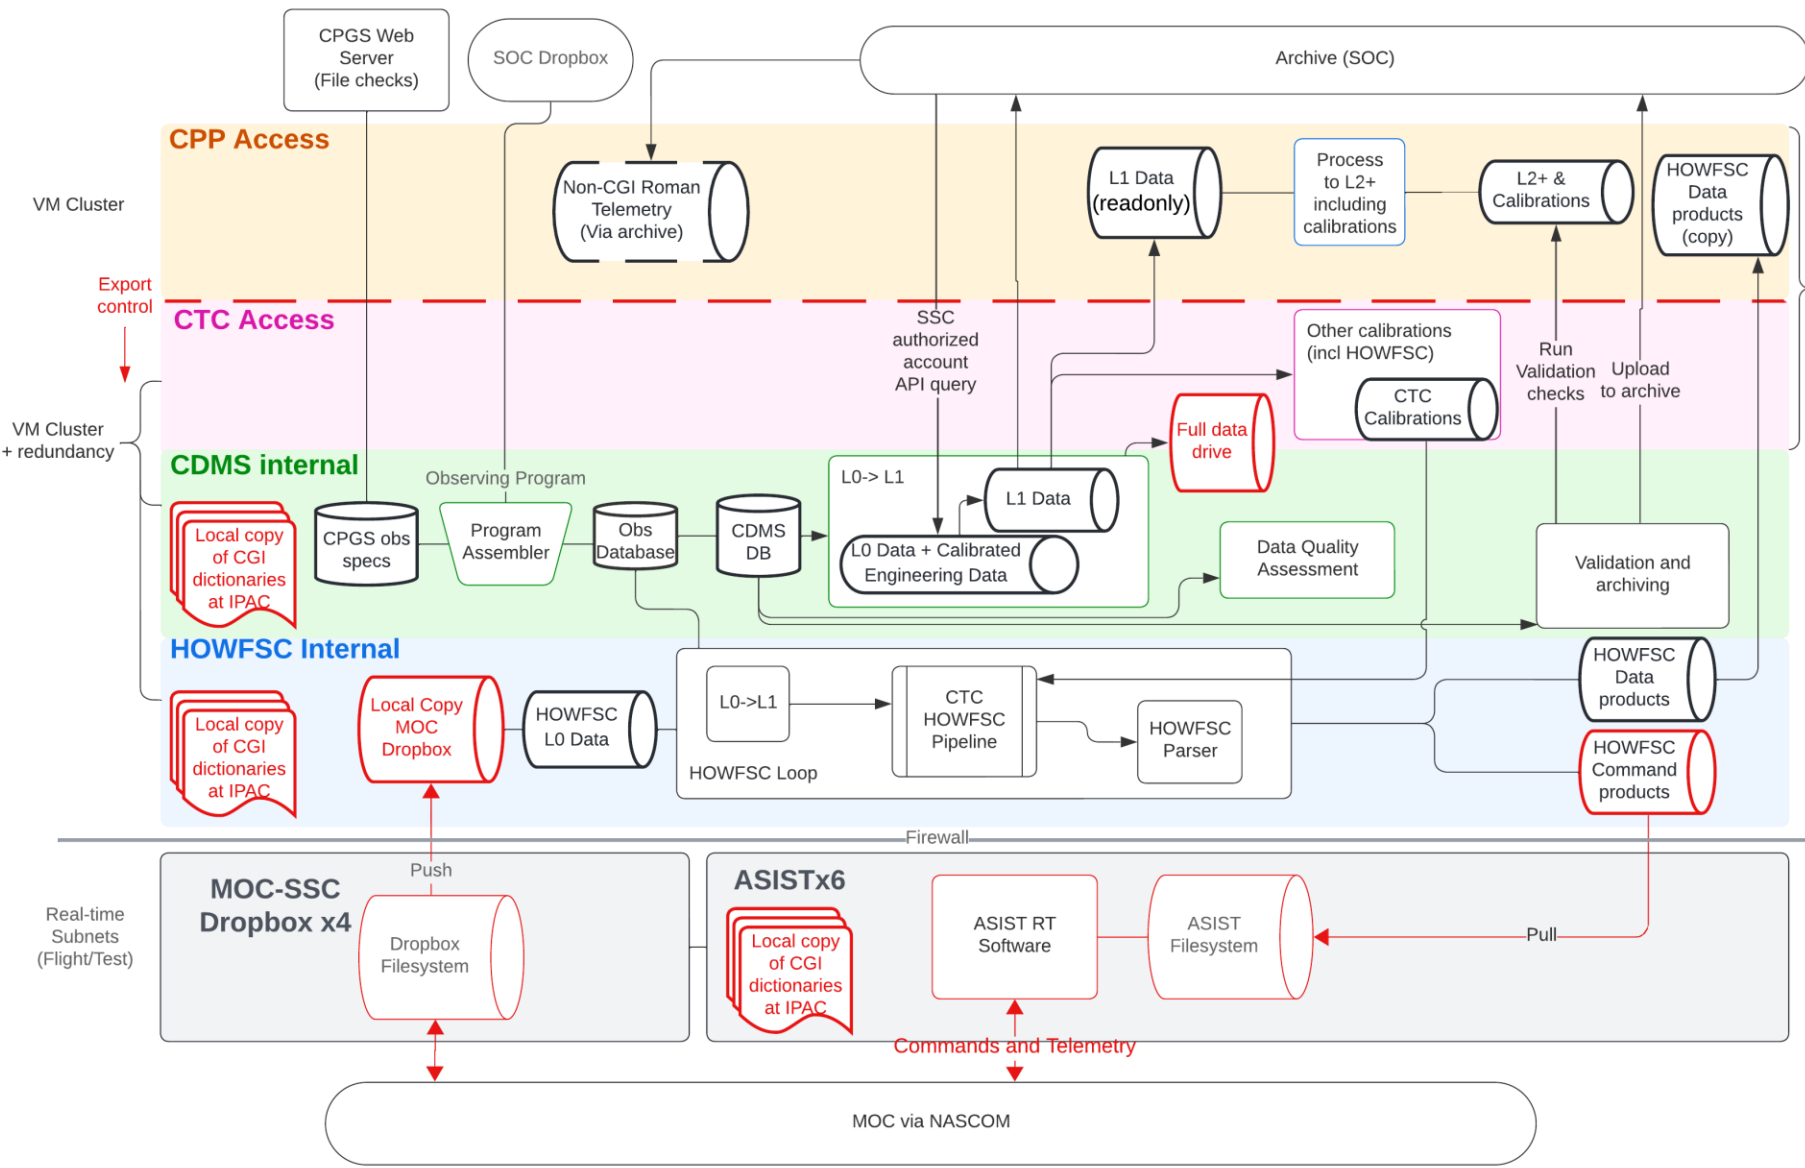 CPGS Web
Server
(File checks)
SOC Dropbox
Archive (SOC)
CPP Access
VM Cluster
Non-CGI Roman
Telemetry
(Via archive)
L1 Data
(readonly)
Process
to L2+
including
calibrations
L2+ &
Calibrations
HOWFSC
Data
products
(copy)
Export
control
CTC Access
SSC
authorized
account
API query
Other calibrations
(incl HOWFSC)
CTC
Calibrations
Run
Validation
checks
Upload
to archive
VM Cluster
+ redundancy
Full data
drive
CDMS internal
Observing Program
Local copy
of CGI
dictionaries
at IPAC
CPGS obs
specs
Program
Assembler
Obs
Database
CDMS
DB
L0-> L1
L1 Data
L0 Data + Calibrated
Engineering Data
Data Quality
Assessment
Validation and
archiving
HOWFSC Internal
Local copy
of CGI
dictionaries
at IPAC
Local Copy
MOC
Dropbox
HOWFSC
L0 Data
L0->L1
CTC
HOWFSC
Pipeline
HOWFSC
Parser
HOWFSC Loop
HOWFSC
Data
products
HOWFSC
Command
products
Firewall
Push
MOC-SSC
Dropbox x4
Dropbox
Filesystem
Real-time
Subnets
(Flight/Test)
ASISTx6
Local copy
of CGI
dictionaries
at IPAC
ASIST RT
Software
ASIST
Filesystem
Pull
Commands and Telemetry
MOC via NASCOM